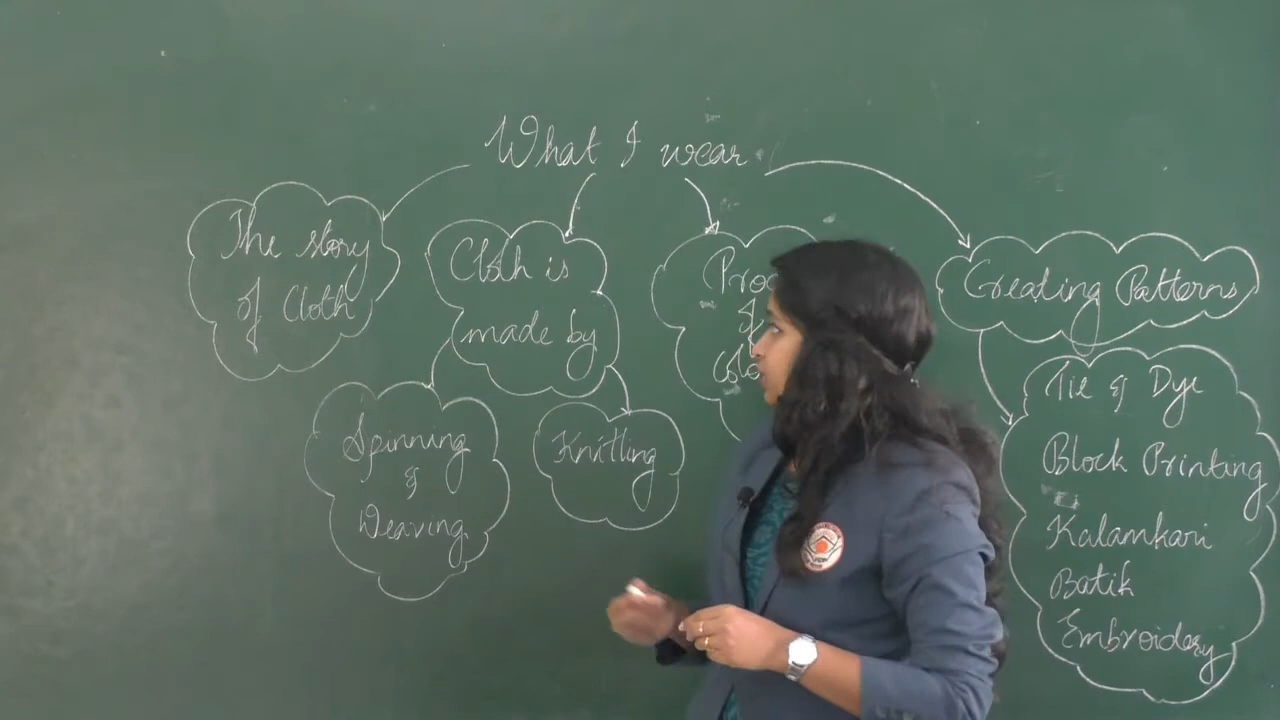 What I wear
The story
of Cloth
Cloth is
made by
Spinning
&
Weaving
Knitting
Creating Patterns
Tie & Dye
Block Printing
Kalamkari
Batik
Embroidery